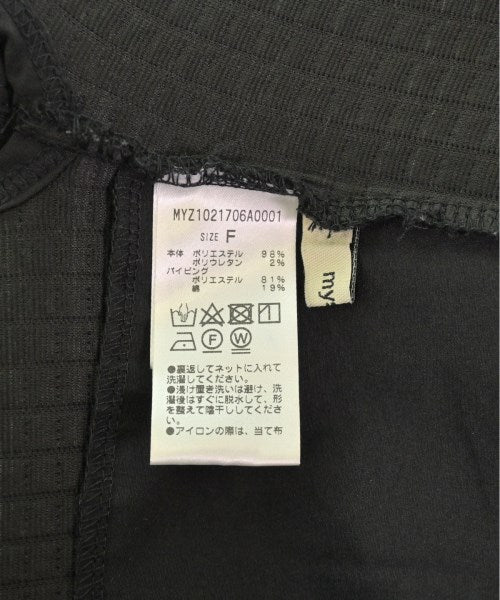 MYZ1021706A0001
SIZE F
本体 ポリエステル 98%
ポリウレタン 2%
パイピング
ポリエステル 81%
綿 19%
F W
●裏返してネットに入れて
洗濯してください。
●浅け置き洗いは避け、洗
濯後はすぐに脱水して、形
を整えて陰干ししてくださ
い。
●アイロンの際は、当て布
my